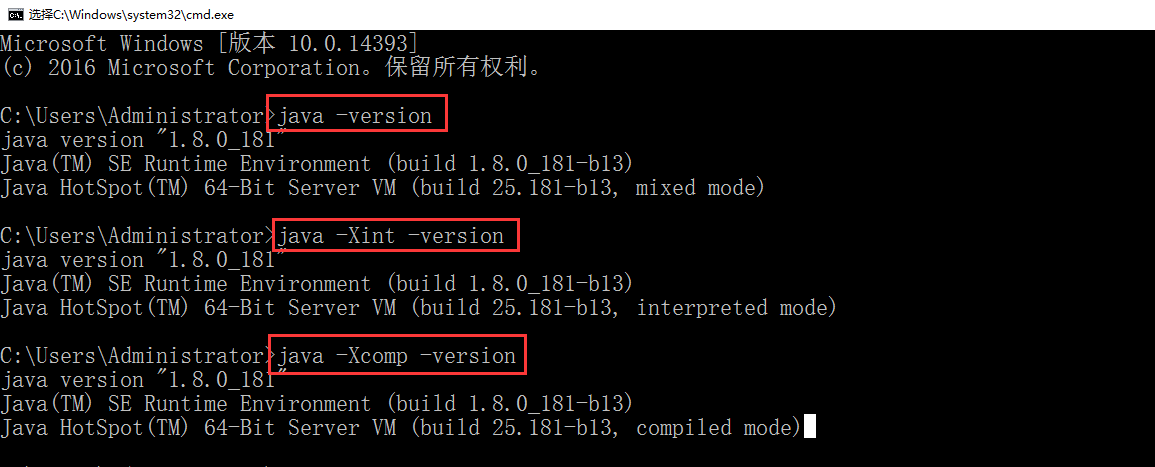 选择C:\Windows\system32\cmd.exe
Microsoft Windows [版本 10.0.14393]
(c) 2016 Microsoft Corporation。保留所有权利。
C:\Users\Administrator>java -version
java version "1.8.0_181"
Java(TM) SE Runtime Environment (build 1.8.0_181-b13)
Java HotSpot(TM) 64-Bit Server VM (build 25.181-b13, mixed mode)
C:\Users\Administrator>java -Xint -version
java version "1.8.0_181"
Java(TM) SE Runtime Environment (build 1.8.0_181-b13)
Java HotSpot(TM) 64-Bit Server VM (build 25.181-b13, interpreted mode)
C:\Users\Administrator>java -Xcomp -version
java version "1.8.0_181"
Java(TM) SE Runtime Environment (build 1.8.0_181-b13)
Java HotSpot(TM) 64-Bit Server VM (build 25.181-b13, compiled mode)